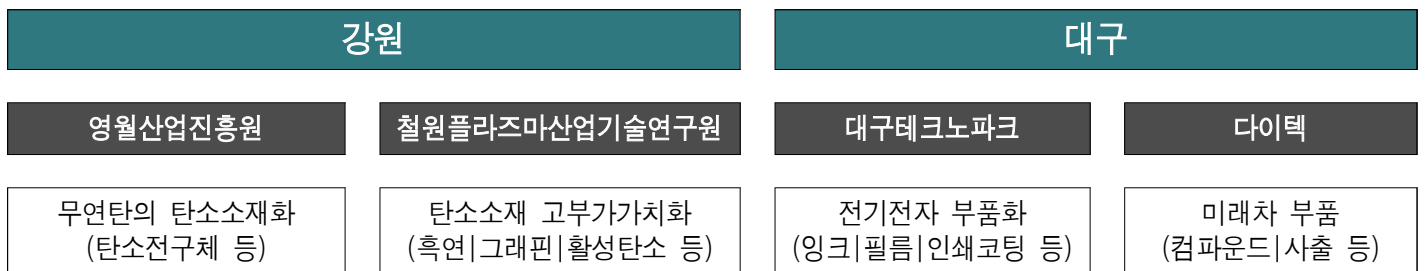 강원
대구
영월산업진흥원
철원플라즈마산업기술연구원
대구테크노파크
다이텍
무연탄의 탄소소재화
(탄소전구체 등)
탄소소재 고부가가치화
(흑연|그래핀|활성탄소 등)
전기전자 부품화
(잉크|필름|인쇄코팅 등)
미래차 부품
(컴파운드|사출 등)